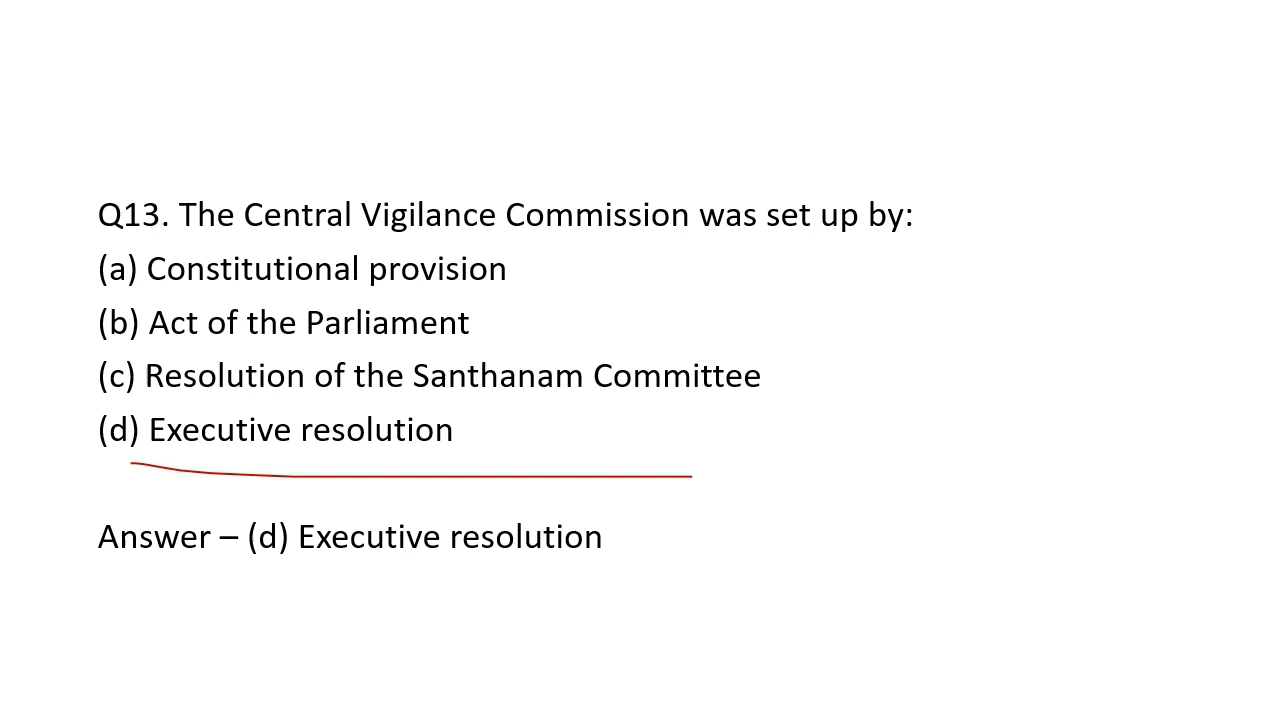 Q13. The Central Vigilance Commission was set up by:
(a) Constitutional provision
(b) Act of the Parliament
(c) Resolution of the Santhanam Committee
(d) Executive resolution
Answer – (d) Executive resolution